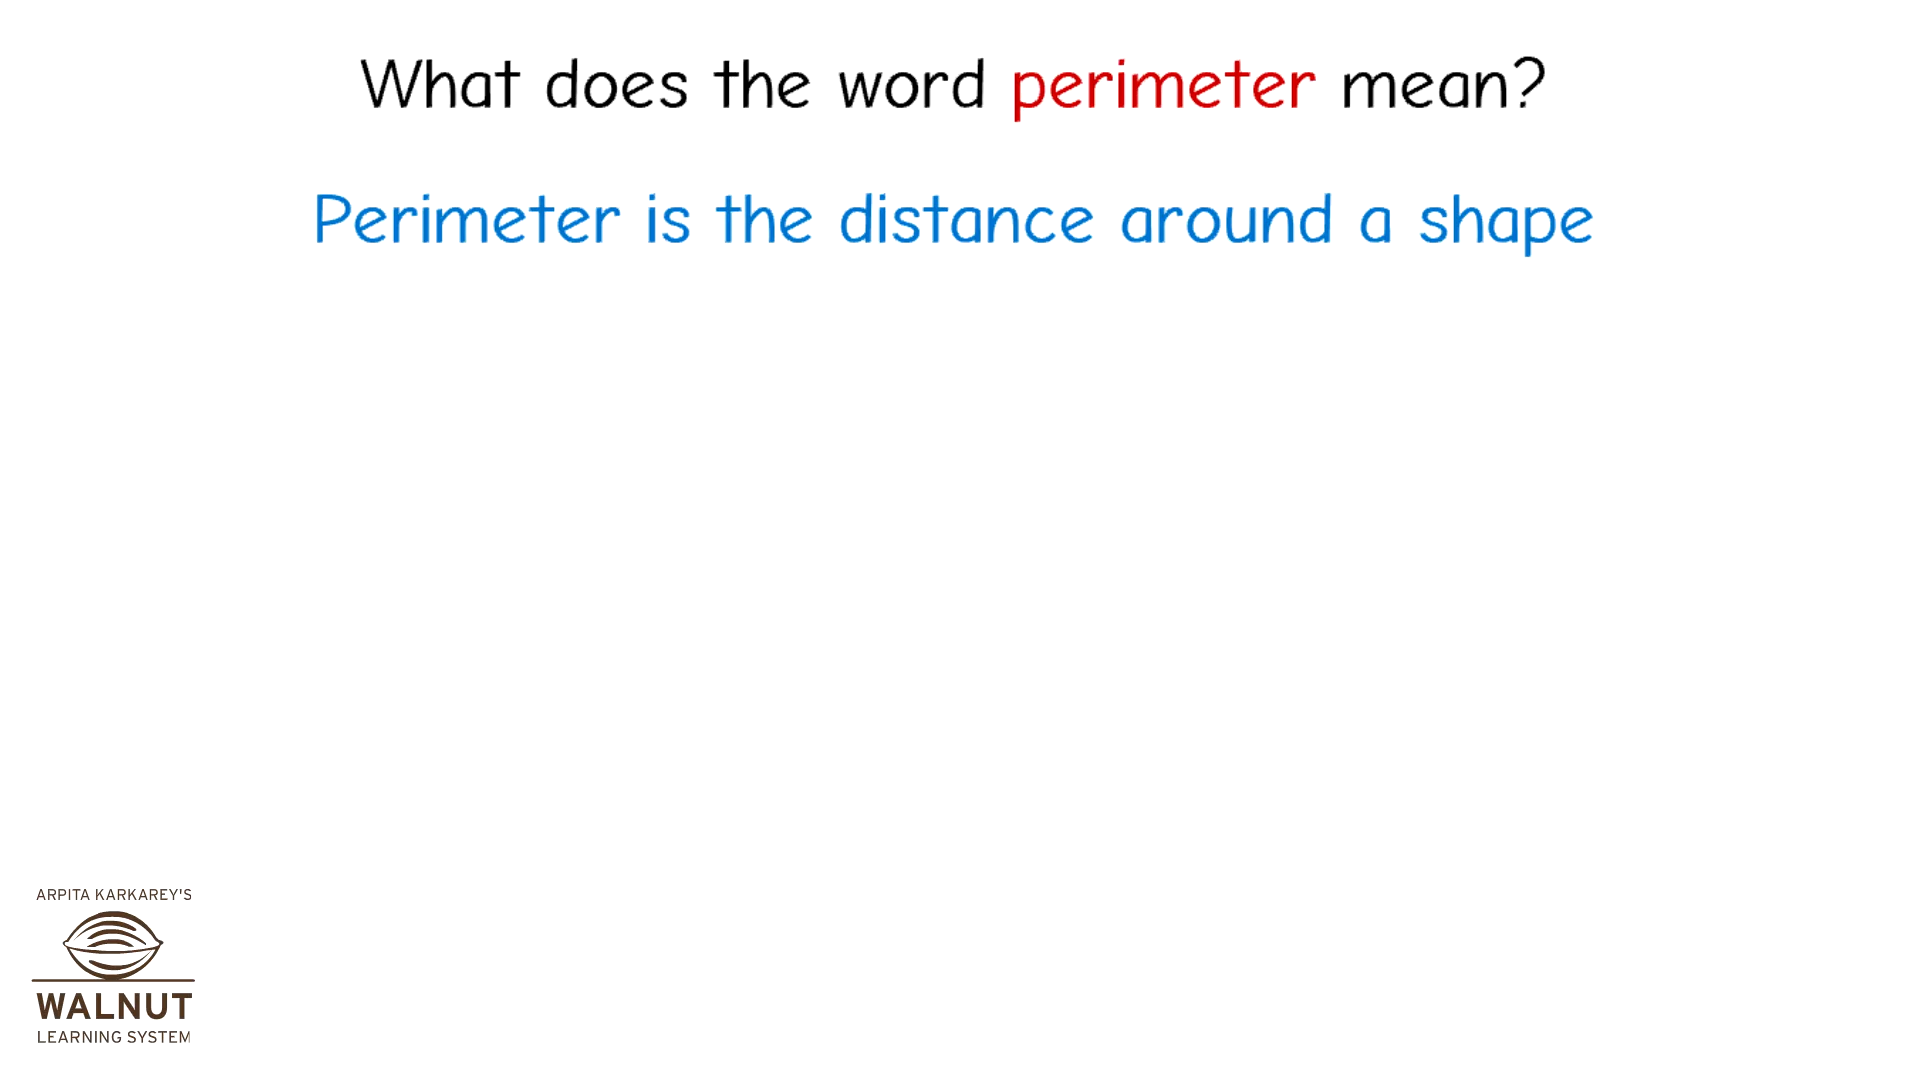 What does the word perimeter mean?
Perimeter is the distance around a shape
ARPITA KARKAREY'S
WALNUT
LEARNING SYSTEM